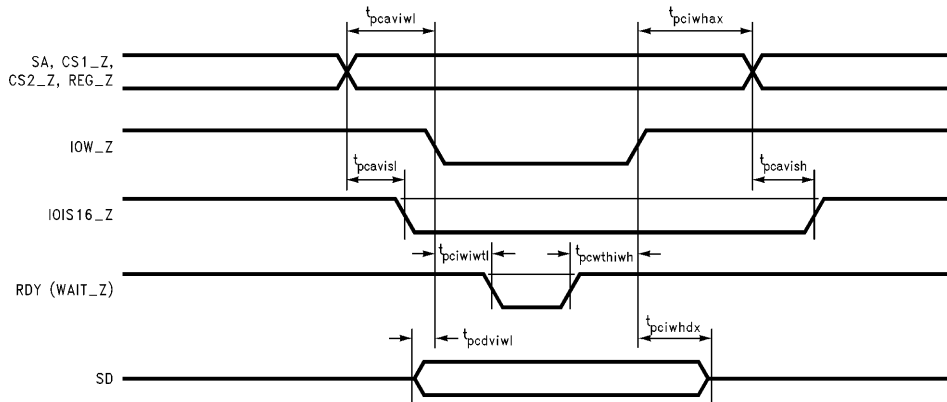 tpcaviwl
tpciwhax
SA, CS1_Z,
CS2_Z, REG_Z
IOW_Z
tpcavisl
tpcavish
IOIS16_Z
tpciwiwtl
tpcwthiwh
RDY (WAIT_Z)
tpcdviwl
tpciwhdx
SD